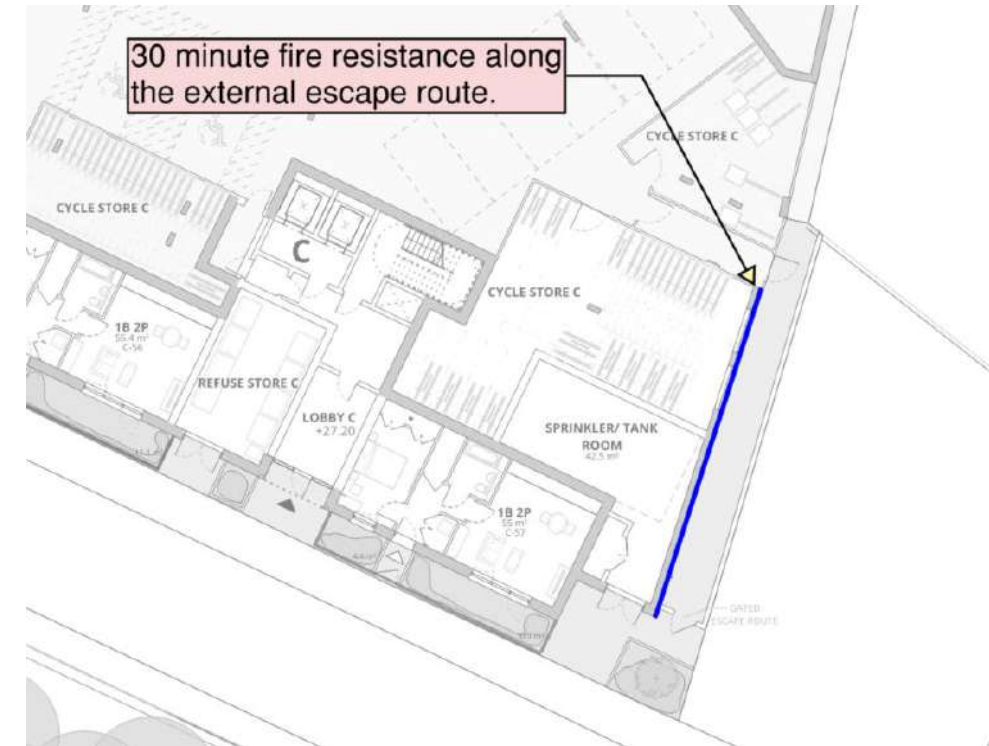 30 minute fire resistance along
the external escape route.
CYCLE STORE C
CYCLE STORE C
C
CYCLE STORE C
1B 2P
55.4 m²
C-56
REFUSE STORE C
LOBBY C
+27.20
SPRINKLER/ TANK
ROOM
42.5 m²
1B 2P
55 m²
C-57
GATED
ESCAPE ROUTE